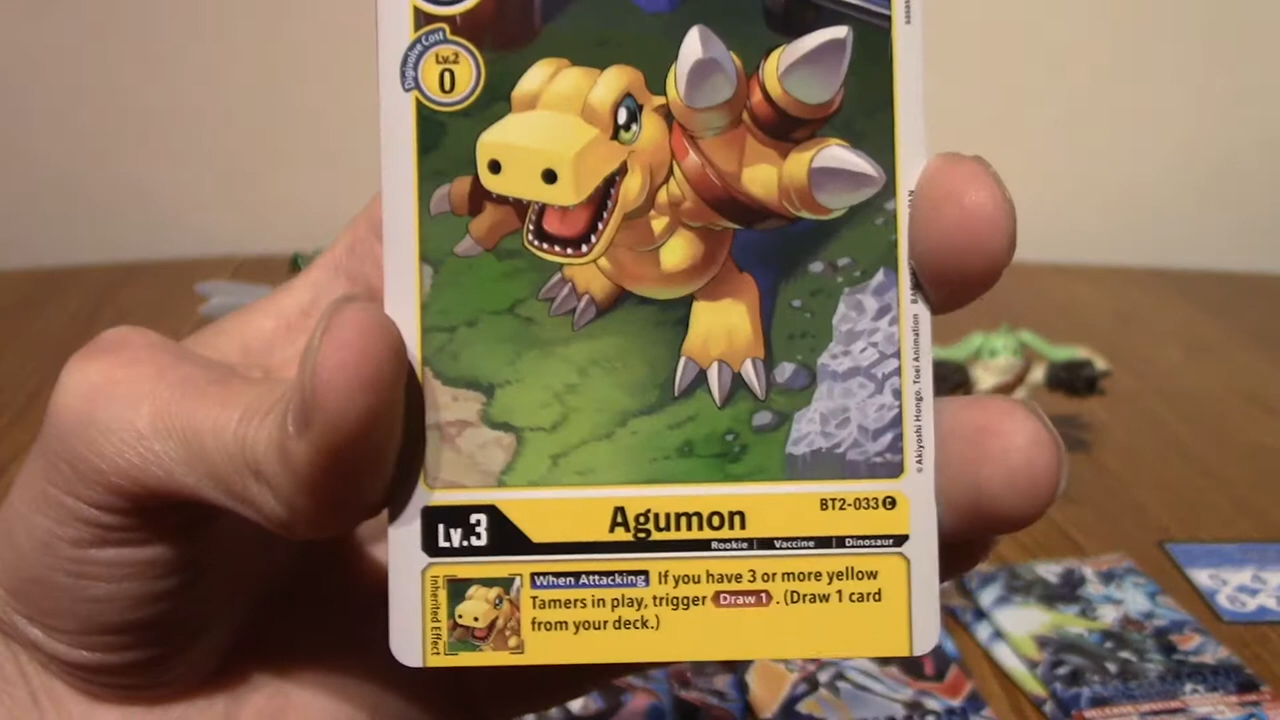 Digivolve Cost
Lv.2
0
© Akiyoshi Hongo, Toei Animation
BT2-033 C
Lv.3
Agumon
Rookie | Vaccine | Dinosaur
Inherited Effect
When Attacking If you have 3 or more yellow
Tamers in play, trigger Draw 1. (Draw 1 card
from your deck.)